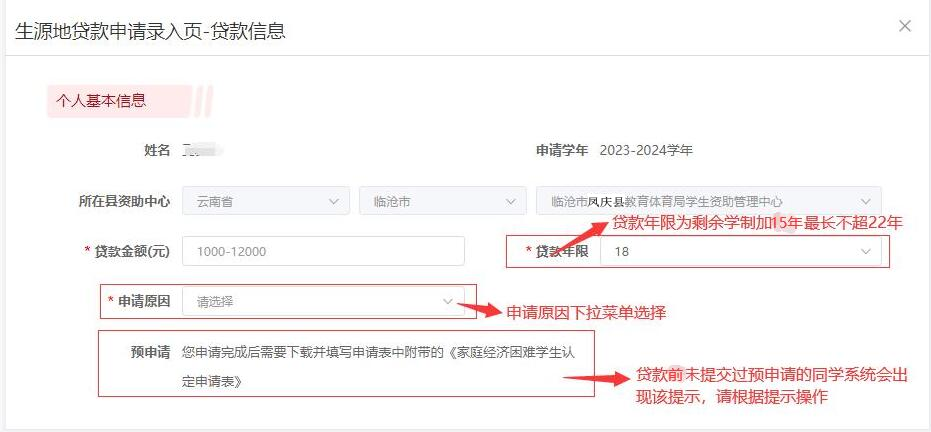 生源地贷款申请录入页-贷款信息
个人基本信息
姓名
申请学年 2023-2024学年
所在县资助中心 云南省 临沧市 临沧市凤庆县教育体育局学生资助管理中心
贷款年限为剩余学制加15年最长不超22年
* 贷款金额(元) 1000-12000 * 贷款年限 18
* 申请原因 请选择
申请原因下拉菜单选择
预申请 您申请完成后需要下载并填写申请表中附带的《家庭经济困难学生认
定申请表》
贷款前未提交过预申请的同学系统会出
现该提示，请根据提示操作